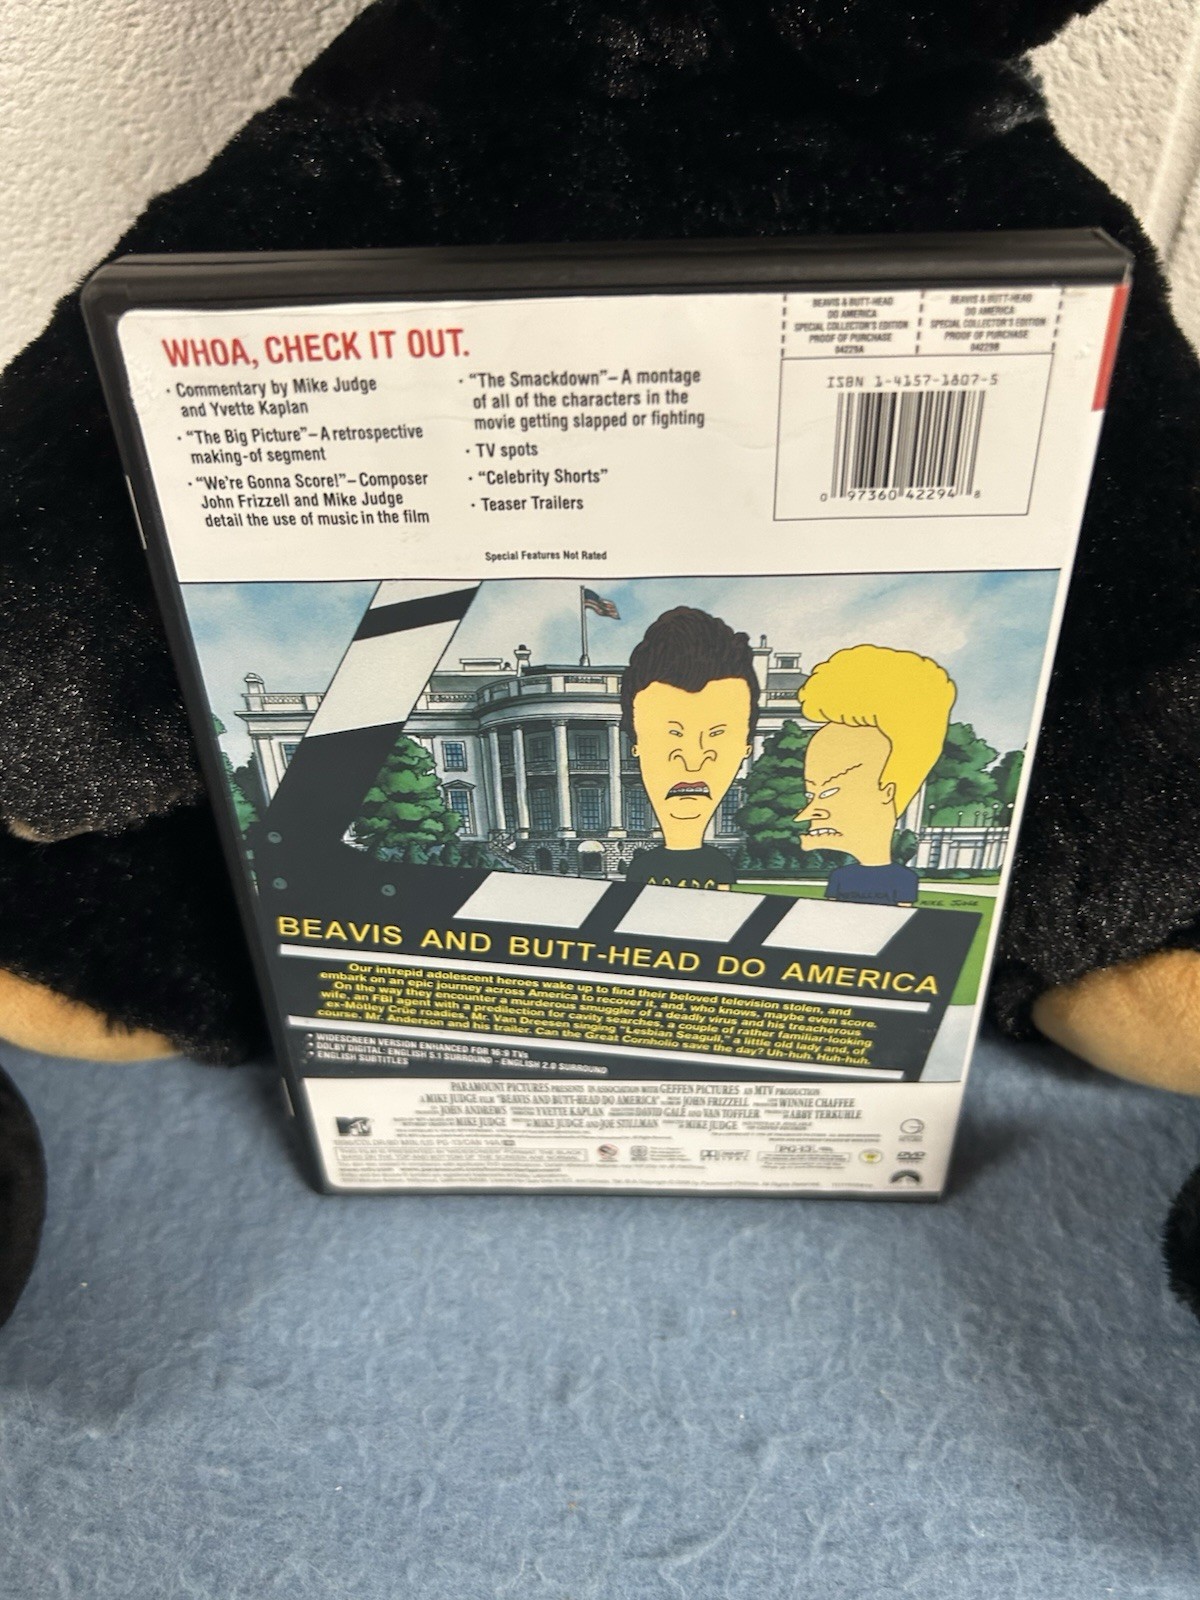 WHOA, CHECK IT OUT.
· Commentary by Mike Judge
and Yvette Kaplan
· "The Big Picture"–A retrospective
making-of segment
· "We're Gonna Score!"–Composer
John Frizzell and Mike Judge
detail the use of music in the film
· "The Smackdown"–A montage
of all of the characters in the
movie getting slapped or fighting
· TV spots
· "Celebrity Shorts"
· Teaser Trailers
Special Features Not Rated
BEAVIS & BUTT-HEAD
DO AMERICA
SPECIAL COLLECTOR'S EDITION
PROOF OF PURCHASE
04229A
BEAVIS & BUTT-HEAD
DO AMERICA
SPECIAL COLLECTOR'S EDITION
PROOF OF PURCHASE
04229B
ISBN 1-4157-1807-5
0 97360 42294 8
MIKE JUDGE
BEAVIS AND BUTT-HEAD DO AMERICA
Our intrepid adolescent heroes wake up to find their beloved television stolen, and
embark on an epic journey across America to recover it, and, who knows, maybe even score.
On the way they encounter a murderous smuggler of a deadly virus and his treacherous
wife, an FBI agent with a predilection for cavity searches, a couple of rather familiar-looking
ex-Mötley Crüe roadies, Mr. Van Dreesen singing "Lesbian Seagull," a little old lady and, of
course, Mr. Anderson and his trailer. Can the Great Cornholio save the day? Uh-huh. Huh-huh.
• WIDESCREEN VERSION ENHANCED FOR 16:9 TVs
• DOLBY DIGITAL: ENGLISH 5.1 SURROUND - ENGLISH 2.0 SURROUND
• ENGLISH SUBTITLES
PARAMOUNT PICTURES PRESENTS IN ASSOCIATION WITH GEFFEN PICTURES AN MTV PRODUCTION
A MIKE JUDGE FILM "BEAVIS AND BUTT-HEAD DO AMERICA" JOHN FRIZZELL WINNIE CHAFFEE
JOHN ANDREWS YVETTE KAPLAN DAVID GALE AND VAN TOFFLER ABBY TERKUHLE
MIKE JUDGE MIKE JUDGE AND JOE STILLMAN MIKE JUDGE
PG-13
DVD